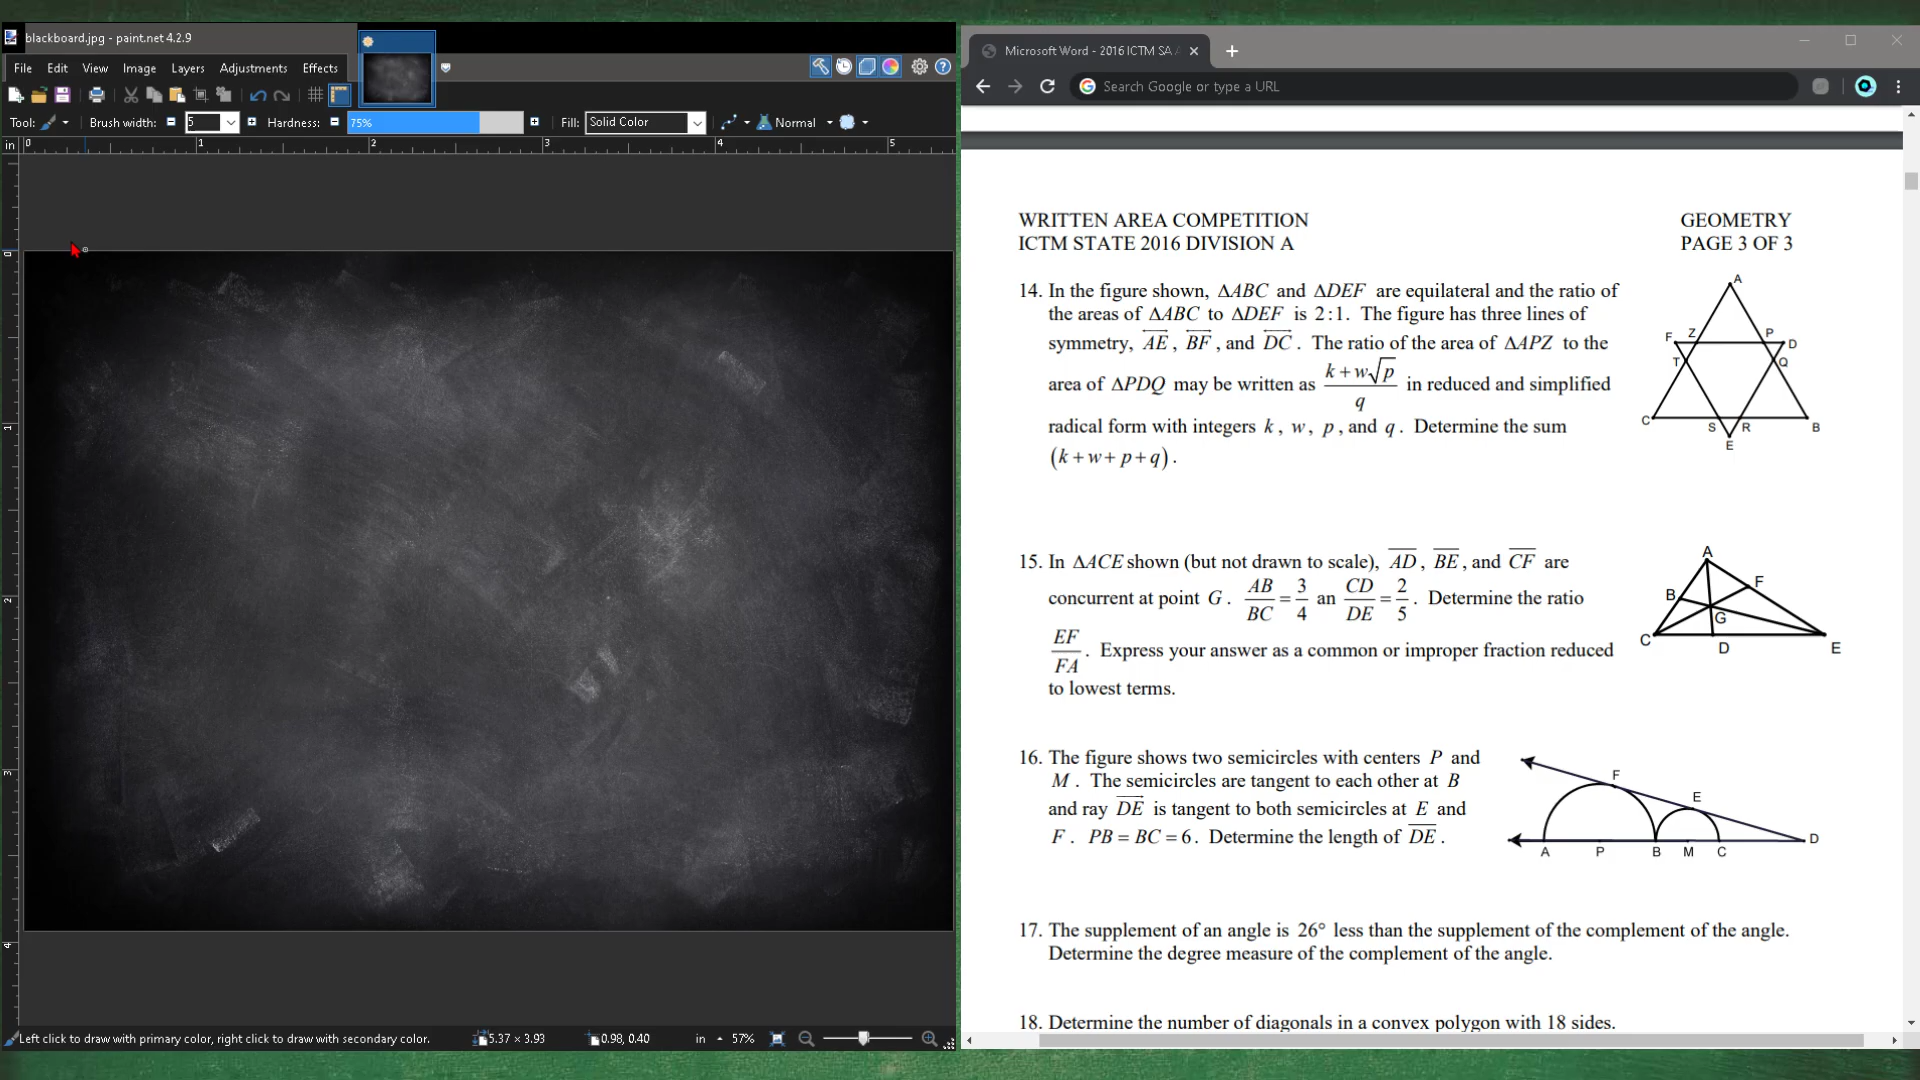 blackboard.jpg - paint.net 4.2.9
File Edit View Image Layers Adjustments Effects
Tool: Brush width: 5 Hardness: 75% Fill: Solid Color Normal
in 0 1 2 3 4 5
0
1
2
3
4
Left click to draw with primary color, right click to draw with secondary color. 5.37 × 3.93 0.98, 0.40 in 57%
Microsoft Word - 2016 ICTM SA A
Search Google or type a URL
WRITTEN AREA COMPETITION GEOMETRY
ICTM STATE 2016 DIVISION A PAGE 3 OF 3
14. In the figure shown, ΔABC and ΔDEF are equilateral and the ratio of
the areas of ΔABC to ΔDEF is 2:1. The figure has three lines of
symmetry, AE, BF, and DC. The ratio of the area of ΔAPZ to the
area of ΔPDQ may be written as (k + w√p)/q in reduced and simplified
radical form with integers k, w, p, and q. Determine the sum
(k + w + p + q).
A
F Z P D
T Q
C S R B
E
15. In ΔACE shown (but not drawn to scale), AD, BE, and CF are
concurrent at point G. AB/BC = 3/4 an CD/DE = 2/5. Determine the ratio
EF/FA. Express your answer as a common or improper fraction reduced
to lowest terms.
A
F
B
G
C D E
16. The figure shows two semicircles with centers P and
M. The semicircles are tangent to each other at B
and ray DE is tangent to both semicircles at E and
F. PB = BC = 6. Determine the length of DE.
F
E
D
A P B M C
17. The supplement of an angle is 26° less than the supplement of the complement of the angle.
Determine the degree measure of the complement of the angle.
18. Determine the number of diagonals in a convex polygon with 18 sides.